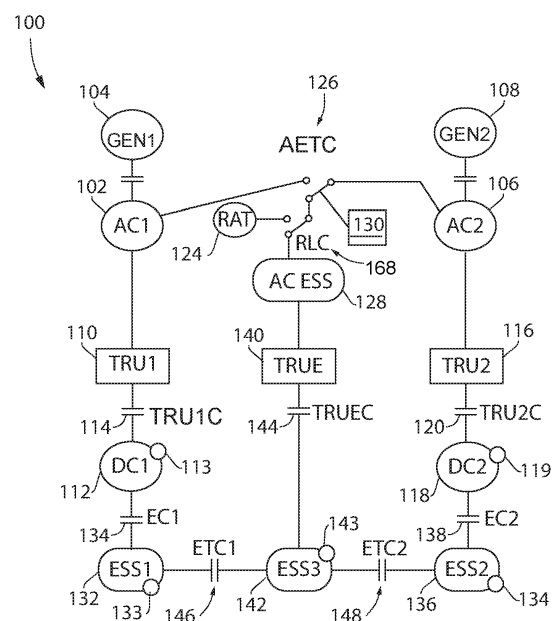 100
126
104
108
GEN1
GEN2
AETC
102
106
AC1
RAT
130
AC2
124
RLC
168
AC ESS
128
110
140
116
TRU1
TRUE
TRU2
114
TRU1C
144
TRUEC
120
TRU2C
DC1
113
DC2
119
112
118
134
EC1
143
138
EC2
ETC1
ETC2
ESS1
ESS3
ESS2
132
133
146
142
148
136
134